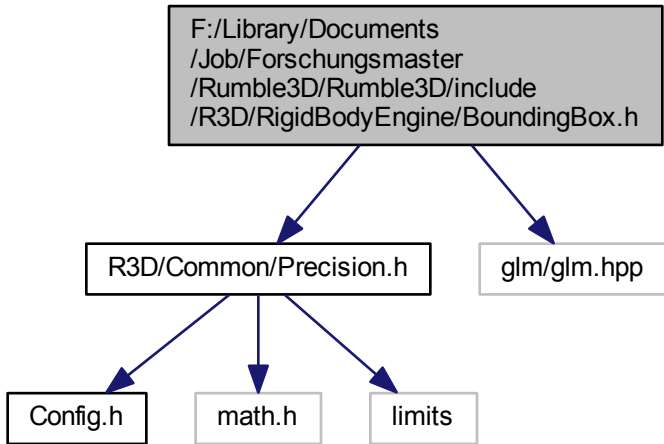 F:/Library/Documents
/Job/Forschungsmaster
/Rumble3D/Rumble3D/include
/R3D/RigidBodyEngine/BoundingBox.h
R3D/Common/Precision.h
glm/glm.hpp
Config.h
math.h
limits